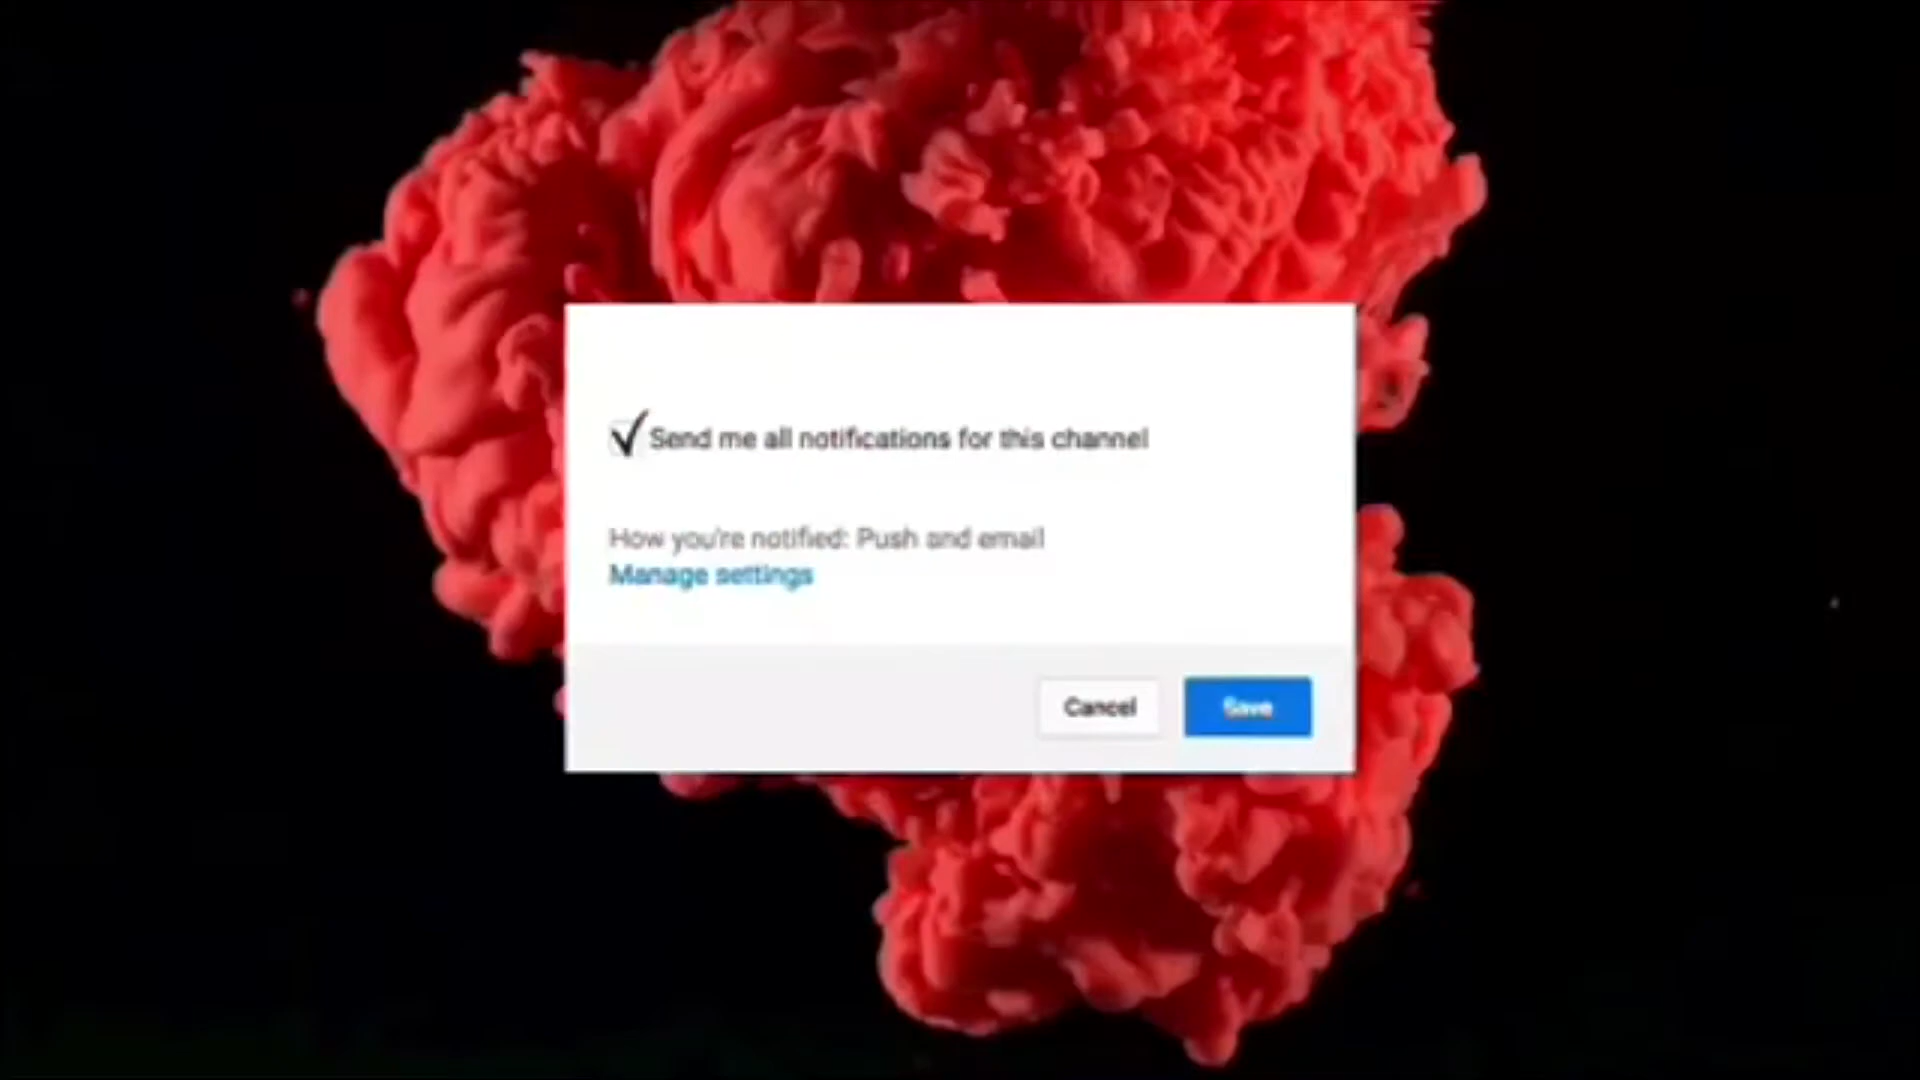 Send me all notifications for this channel
How you're notified: Push and email
Manage settings
Cancel
Save